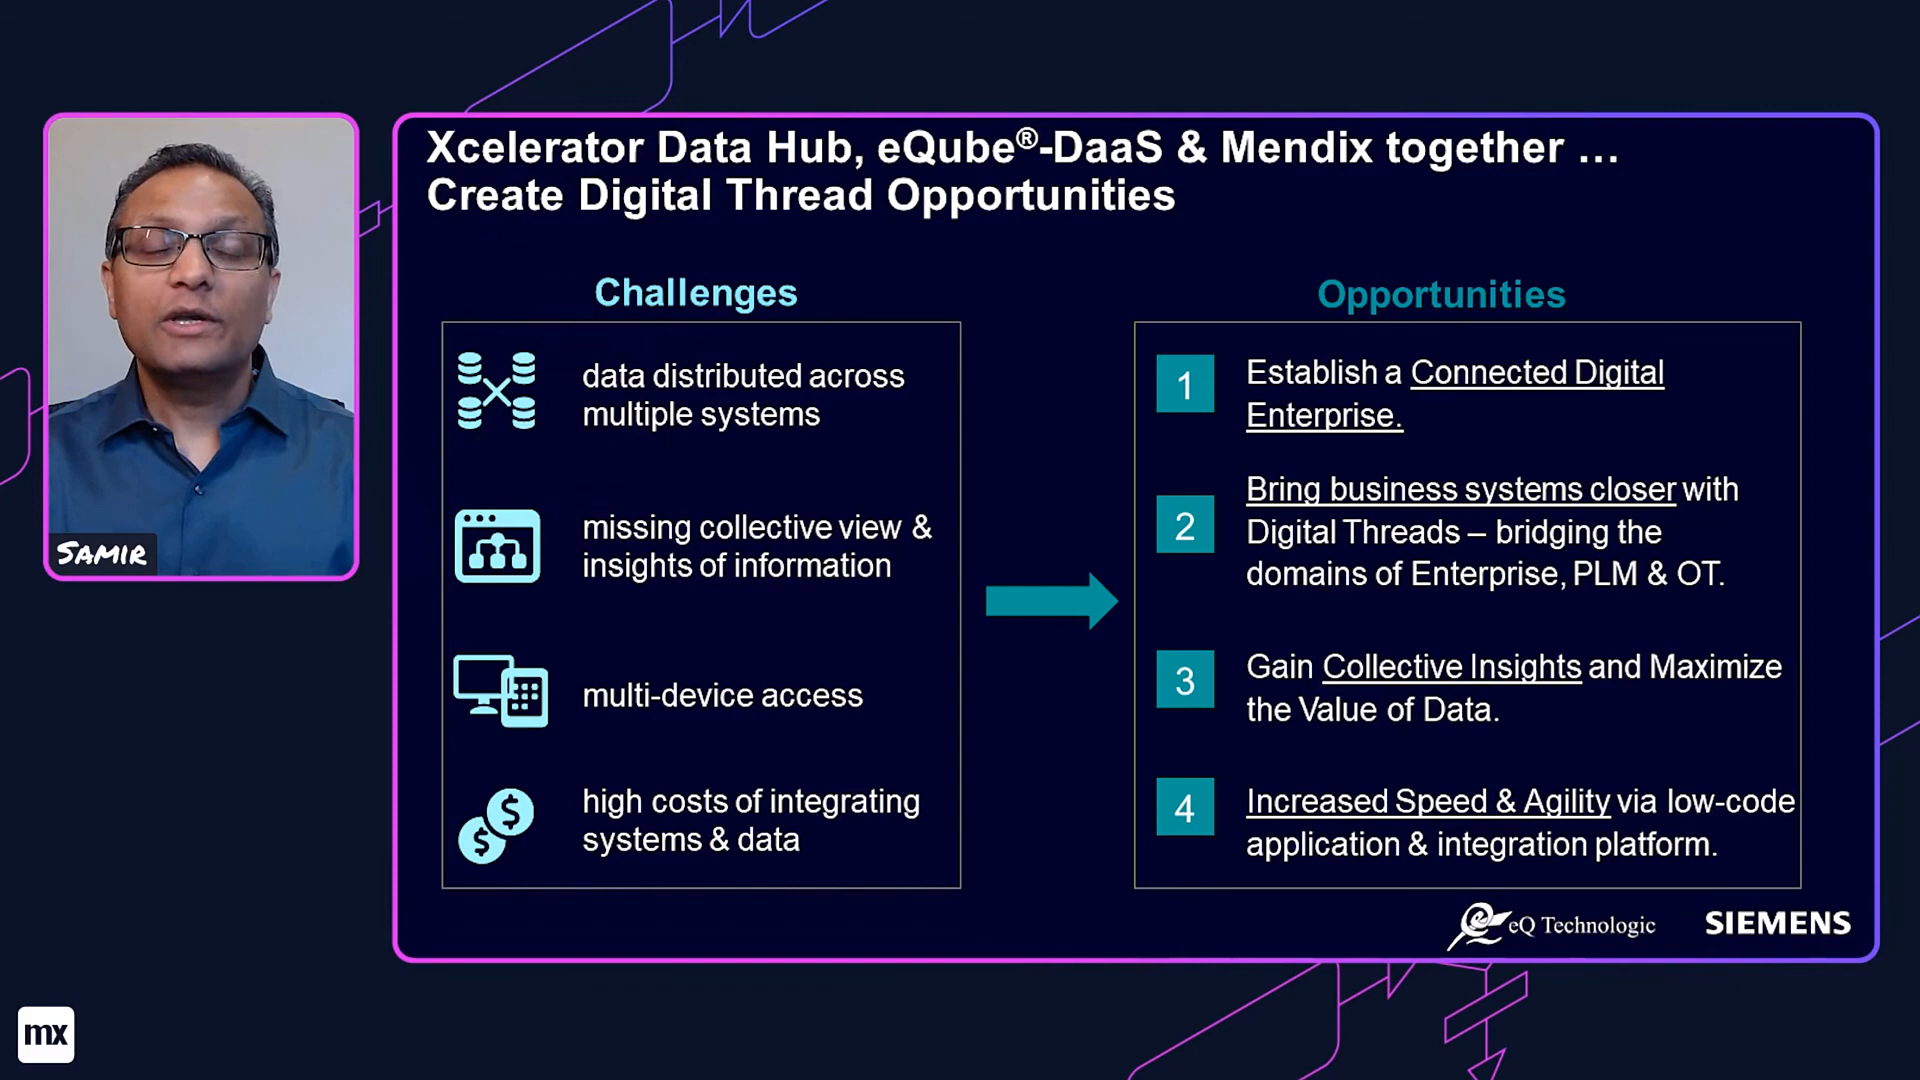 Xcelerator Data Hub, eQube®-DaaS & Mendix together ...
Create Digital Thread Opportunities
Challenges
data distributed across
multiple systems
missing collective view &
insights of information
multi-device access
high costs of integrating
systems & data
Opportunities
1
Establish a Connected Digital
Enterprise.
2
Bring business systems closer with
Digital Threads – bridging the
domains of Enterprise, PLM & OT.
3
Gain Collective Insights and Maximize
the Value of Data.
4
Increased Speed & Agility via low-code
application & integration platform.
SAMIR
eQ Technologic
SIEMENS
mx